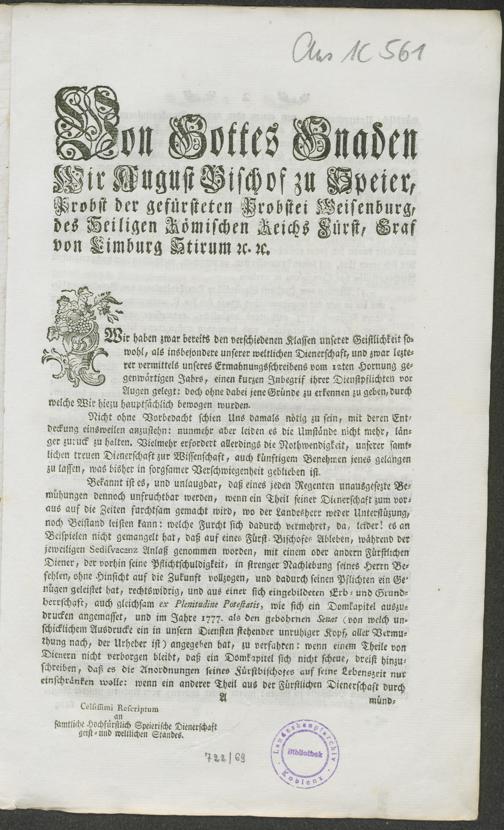 Aus 1C 561
Von Gottes Gnaden
Wir August Bischof zu Speier,
Probst der gefürsteten Probstei Weisenburg,
des Heiligen Römischen Reichs Fürst, Graf
von Limburg Stirum ꝛc. ꝛc.
Wir haben zwar bereits den verschiedenen Klassen unserer Geistlichkeit so-
wohl, als insbesondere unserer weltlichen Dienerschaft, und zwar letzte-
rer vermittels unseres Ermahnungsschreibens vom 12ten Hornung ge-
genwärtigen Jahrs, einen kurzen Inbegrif ihrer Dienstpflichten vor
Augen gelegt: doch ohne dabei jene Gründe zu erkennen zu geben, durch
welche Wir hiezu hauptsächlich bewogen wurden.
Nicht ohne Vorbedacht schien Uns damals nötig zu sein, mit deren Ent-
deckung einsweilen anzustehn: nunmehr aber leiden es die Umstände nicht mehr, län-
ger zuruck zu halten. Vielmehr erfordert allerdings die Nothwendigkeit, unserer samt-
lichen treuen Dienerschaft zur Wissenschaft, auch künftigem Benehmen jenes gelangen
zu lassen, was bisher in sorgsamer Verschwiegenheit geblieben ist.
Bekannt ist es, und unlaugbar, daß eines jeden Regenten unausgesezte Be-
mühungen dennoch unfruchtbar werden, wenn ein Theil seiner Dienerschaft zum vor-
aus auf die Zeiten furchtsam gemacht wird, wo der Landesherr weder Unterstüzung,
noch Beistand leisten kann: welche Furcht sich dadurch vermehret, da, leider! es an
Beispielen nicht gemangelt hat, daß auf eines Fürst-Bischofes Ableben, während der
jeweiligen Sedisvacanz Anlaß genommen worden, mit einem oder andern Fürstlichen
Diener, der vorhin seine Pflichtschuldigkeit, in strenger Nachlebung seines Herrn Be-
fehlen, ohne Hinsicht auf die Zukunft vollzogen, und dadurch seinen Pflichten ein Ge-
nügen geleistet hat, rechtswidrig, und aus einer sich eingebildeten Erb- und Grund-
herrschaft, auch gleichsam ex Plenitudine Potestatis, wie sich ein Domkapitel auszu-
drucken angemasset, und im Jahre 1777. als den gebohrnen Senat (von welch un-
schicklichem Ausdrucke ein in unsern Diensten stehender unruhiger Kopf, aller Vermu-
thung nach, der Urheber ist) angegeben hat, zu verfahren: wenn einem Theile von
Dienern nicht verborgen bleibt, daß ein Domkapitel sich nicht scheue, dreist hinzu-
schreiben, daß es die Anordnungen seines Fürstbischofes auf seine Lebenszeit nur
einschränken wolle: wenn ein anderer Theil aus der Fürstlichen Dienerschaft durch
A
münd-
Celsissimi Rescriptum
an
samtliche Hochfürstlich Speierische Dienerschaft
geist- und weltlichen Standes.
722/69
Landeshauptarchiv
Bibliothek
Koblenz